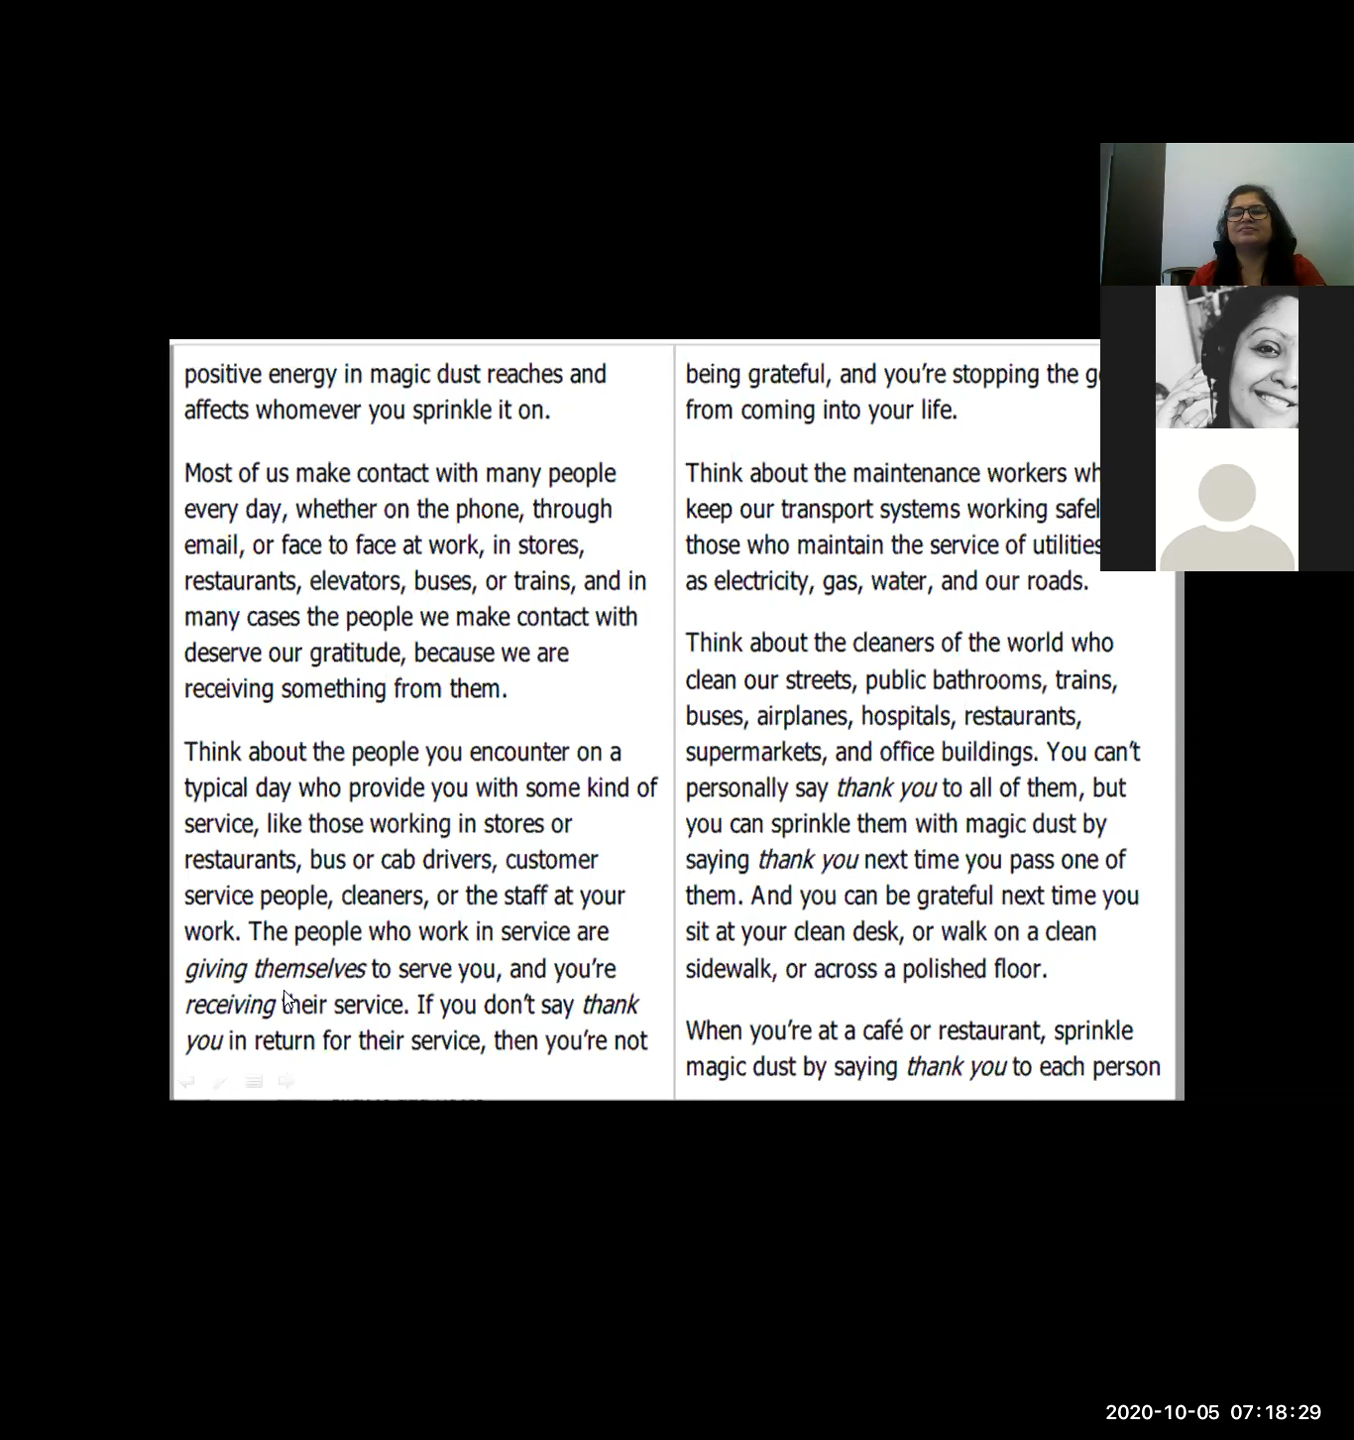 positive energy in magic dust reaches and
affects whomever you sprinkle it on.
Most of us make contact with many people
every day, whether on the phone, through
email, or face to face at work, in stores,
restaurants, elevators, buses, or trains, and in
many cases the people we make contact with
deserve our gratitude, because we are
receiving something from them.
Think about the people you encounter on a
typical day who provide you with some kind of
service, like those working in stores or
restaurants, bus or cab drivers, customer
service people, cleaners, or the staff at your
work. The people who work in service are
giving themselves to serve you, and you're
receiving their service. If you don't say thank
you in return for their service, then you're not
being grateful, and you're stopping the
from coming into your life.
Think about the maintenance workers
keep our transport systems working
those who maintain the service of utilities
as electricity, gas, water, and our roads.
Think about the cleaners of the world who
clean our streets, public bathrooms, trains,
buses, airplanes, hospitals, restaurants,
supermarkets, and office buildings. You can't
personally say thank you to all of them, but
you can sprinkle them with magic dust by
saying thank you next time you pass one of
them. And you can be grateful next time you
sit at your clean desk, or walk on a clean
sidewalk, or across a polished floor.
When you're at a café or restaurant, sprinkle
magic dust by saying thank you to each person
2020-10-05 07:18:29